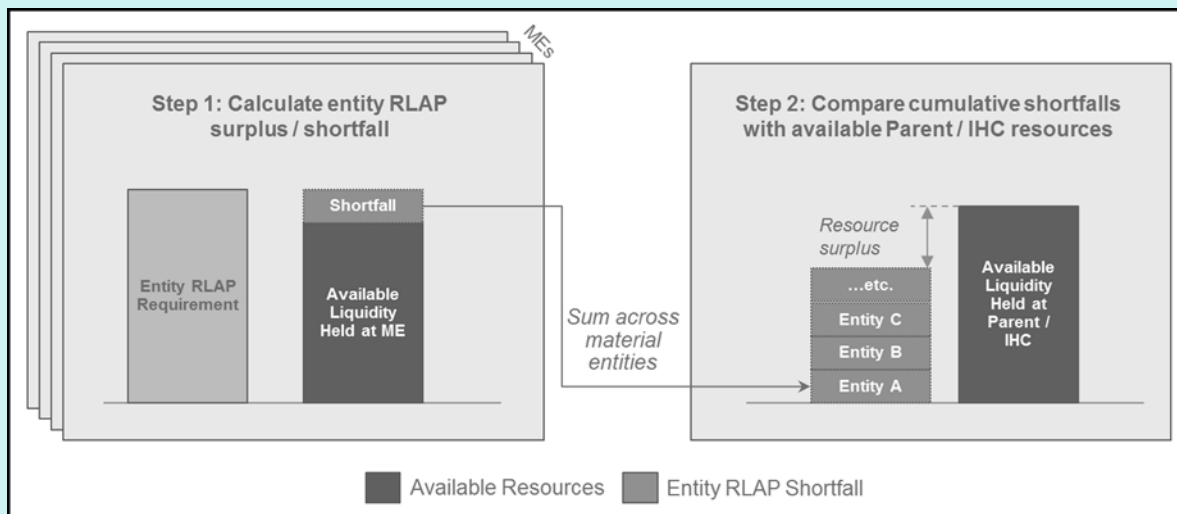 MEs
Step 1: Calculate entity RLAP
surplus / shortfall
Entity RLAP
Requirement
Shortfall
Available
Liquidity
Held at ME
Sum across
material
entities
Step 2: Compare cumulative shortfalls
with available Parent / IHC resources
Resource
surplus
...etc.
Entity C
Entity B
Entity A
Available
Liquidity
Held at
Parent /
IHC
Available Resources
Entity RLAP Shortfall